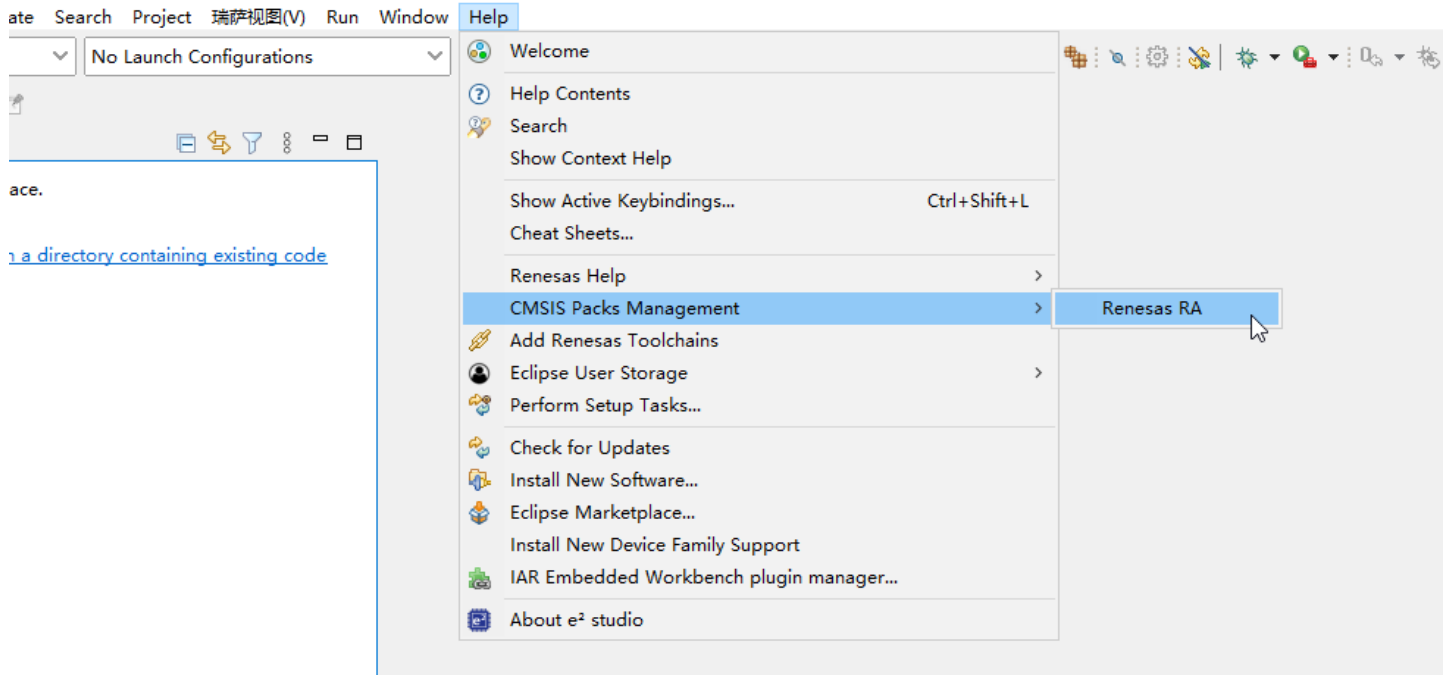 ate Search Project 瑞萨视图(V) Run Window Help
No Launch Configurations
Welcome
Help Contents
Search
Show Context Help
ace.
Show Active Keybindings... Ctrl+Shift+L
Cheat Sheets...
n a directory containing existing code
Renesas Help
CMSIS Packs Management
Renesas RA
Add Renesas Toolchains
Eclipse User Storage
Perform Setup Tasks...
Check for Updates
Install New Software...
Eclipse Marketplace...
Install New Device Family Support
IAR Embedded Workbench plugin manager...
About e² studio